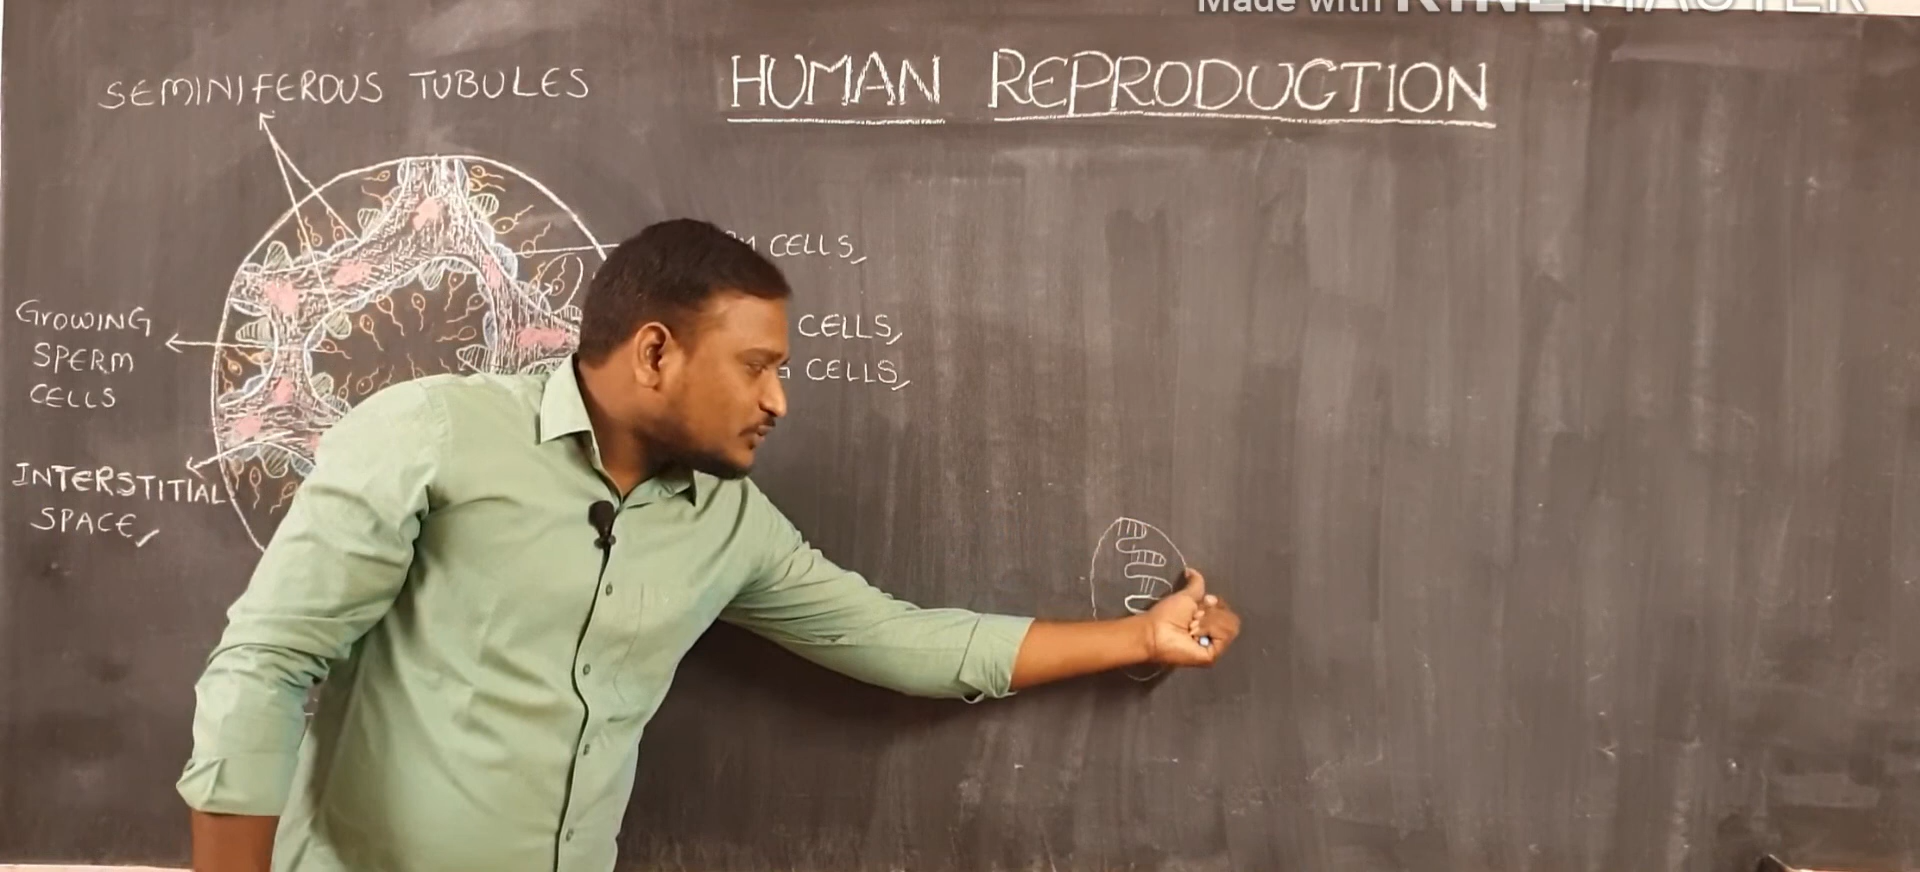 Made with KINEMASTER
SEMINIFEROUS TUBULES
HUMAN REPRODUCTION
CELLS,
GROWING
SPERM
CELLS
CELLS,
CELLS,
INTERSTITIAL
SPACE,